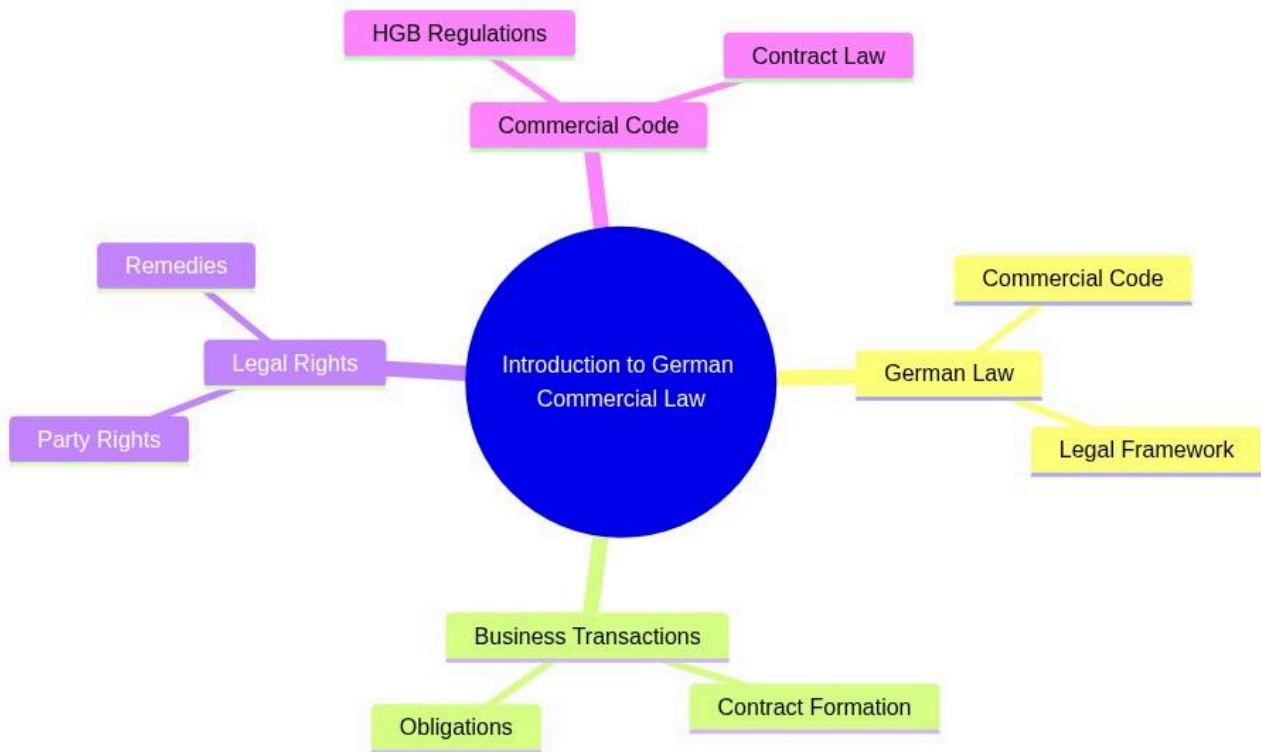 HGB Regulations
Contract Law
Commercial Code
Remedies
Legal Rights
Party Rights
Introduction to German
Commercial Law
Commercial Code
German Law
Legal Framework
Business Transactions
Contract Formation
Obligations